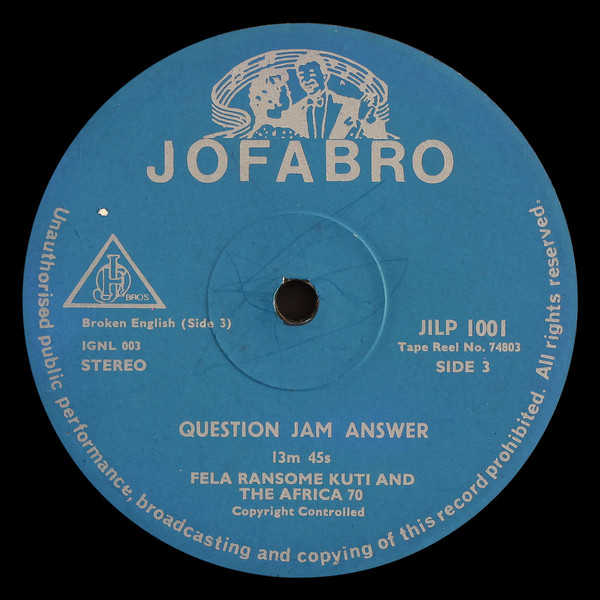 JOFABRO
BROS
Broken English (Side 3)
IGNL 003
STEREO
JILP 1001
Tape Reel No. 74803
SIDE 3
QUESTION JAM ANSWER
13m 45s
FELA RANSOME KUTI AND
THE AFRICA 70
Copyright Controlled
Unauthorised public performance, broadcasting and copying of this record prohibited. All rights reserved.